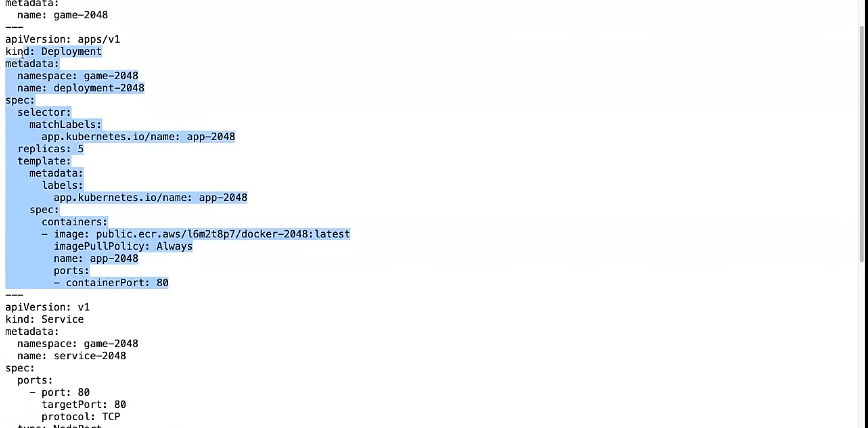 metadata:
  name: game-2048
---
apiVersion: apps/v1
kind: Deployment
metadata:
  namespace: game-2048
  name: deployment-2048
spec:
  selector:
    matchLabels:
      app.kubernetes.io/name: app-2048
  replicas: 5
  template:
    metadata:
      labels:
        app.kubernetes.io/name: app-2048
    spec:
      containers:
      - image: public.ecr.aws/l6m2t8p7/docker-2048:latest
        imagePullPolicy: Always
        name: app-2048
        ports:
        - containerPort: 80
---
apiVersion: v1
kind: Service
metadata:
  namespace: game-2048
  name: service-2048
spec:
  ports:
    - port: 80
      targetPort: 80
      protocol: TCP
  type: NodePort